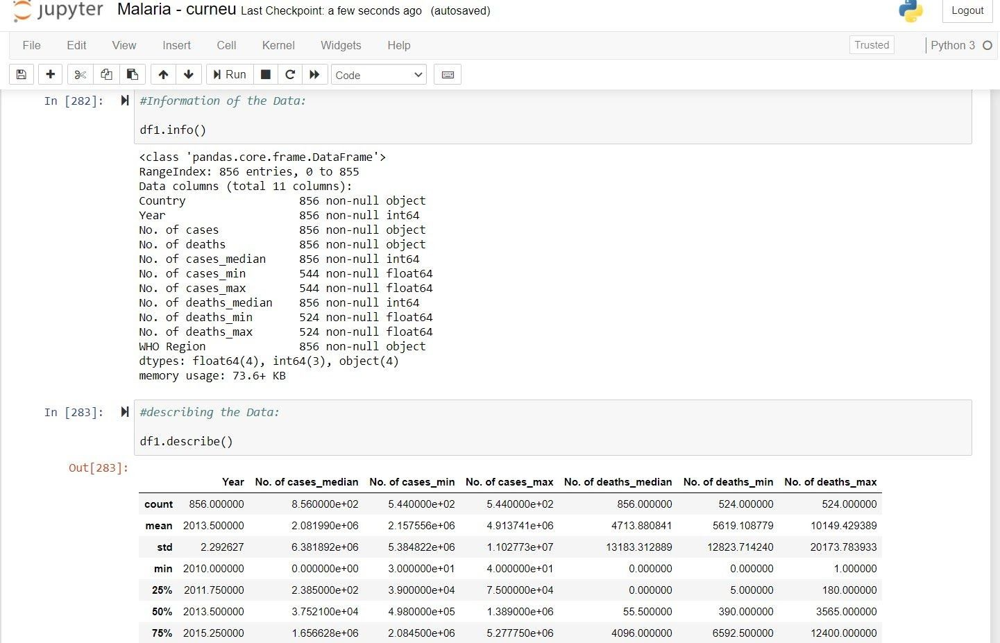 jupyter Malaria - curneu Last Checkpoint: a few seconds ago (autosaved) Logout
File Edit View Insert Cell Kernel Widgets Help Trusted Python 3
Run Code
In [282]: #Information of the Data:
df1.info()
<class 'pandas.core.frame.DataFrame'>
RangeIndex: 856 entries, 0 to 855
Data columns (total 11 columns):
Country 856 non-null object
Year 856 non-null int64
No. of cases 856 non-null object
No. of deaths 856 non-null object
No. of cases_median 856 non-null int64
No. of cases_min 544 non-null float64
No. of cases_max 544 non-null float64
No. of deaths_median 856 non-null int64
No. of deaths_min 524 non-null float64
No. of deaths_max 524 non-null float64
WHO Region 856 non-null object
dtypes: float64(4), int64(3), object(4)
memory usage: 73.6+ KB
In [283]: #describing the Data:
df1.describe()
Out[283]:
Year No. of cases_median No. of cases_min No. of cases_max No. of deaths_median No. of deaths_min No. of deaths_max
count 856.000000 8.560000e+02 5.440000e+02 5.440000e+02 856.000000 524.000000 524.000000
mean 2013.500000 2.081990e+06 2.157556e+06 4.913741e+06 4713.880841 5619.108779 10149.429389
std 2.292627 6.381892e+06 5.384822e+06 1.102773e+07 13183.312889 12823.714240 20173.783933
min 2010.000000 0.000000e+00 3.000000e+01 4.000000e+01 0.000000 0.000000 1.000000
25% 2011.750000 2.385000e+02 3.900000e+04 7.500000e+04 0.000000 5.000000 180.000000
50% 2013.500000 3.752100e+04 4.980000e+05 1.389000e+06 55.500000 390.000000 3565.000000
75% 2015.250000 1.656628e+06 2.084500e+06 5.277750e+06 4096.000000 6592.500000 12400.000000